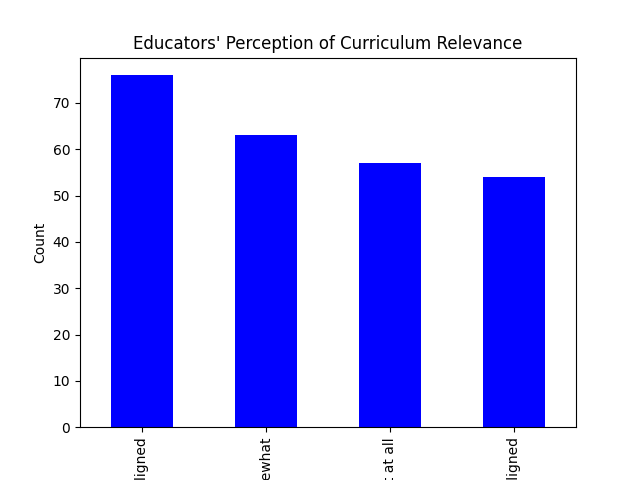 Educators' Perception of Curriculum Relevance
Count
70
60
50
40
30
20
10
0
ligned
ewhat
at all
ligned